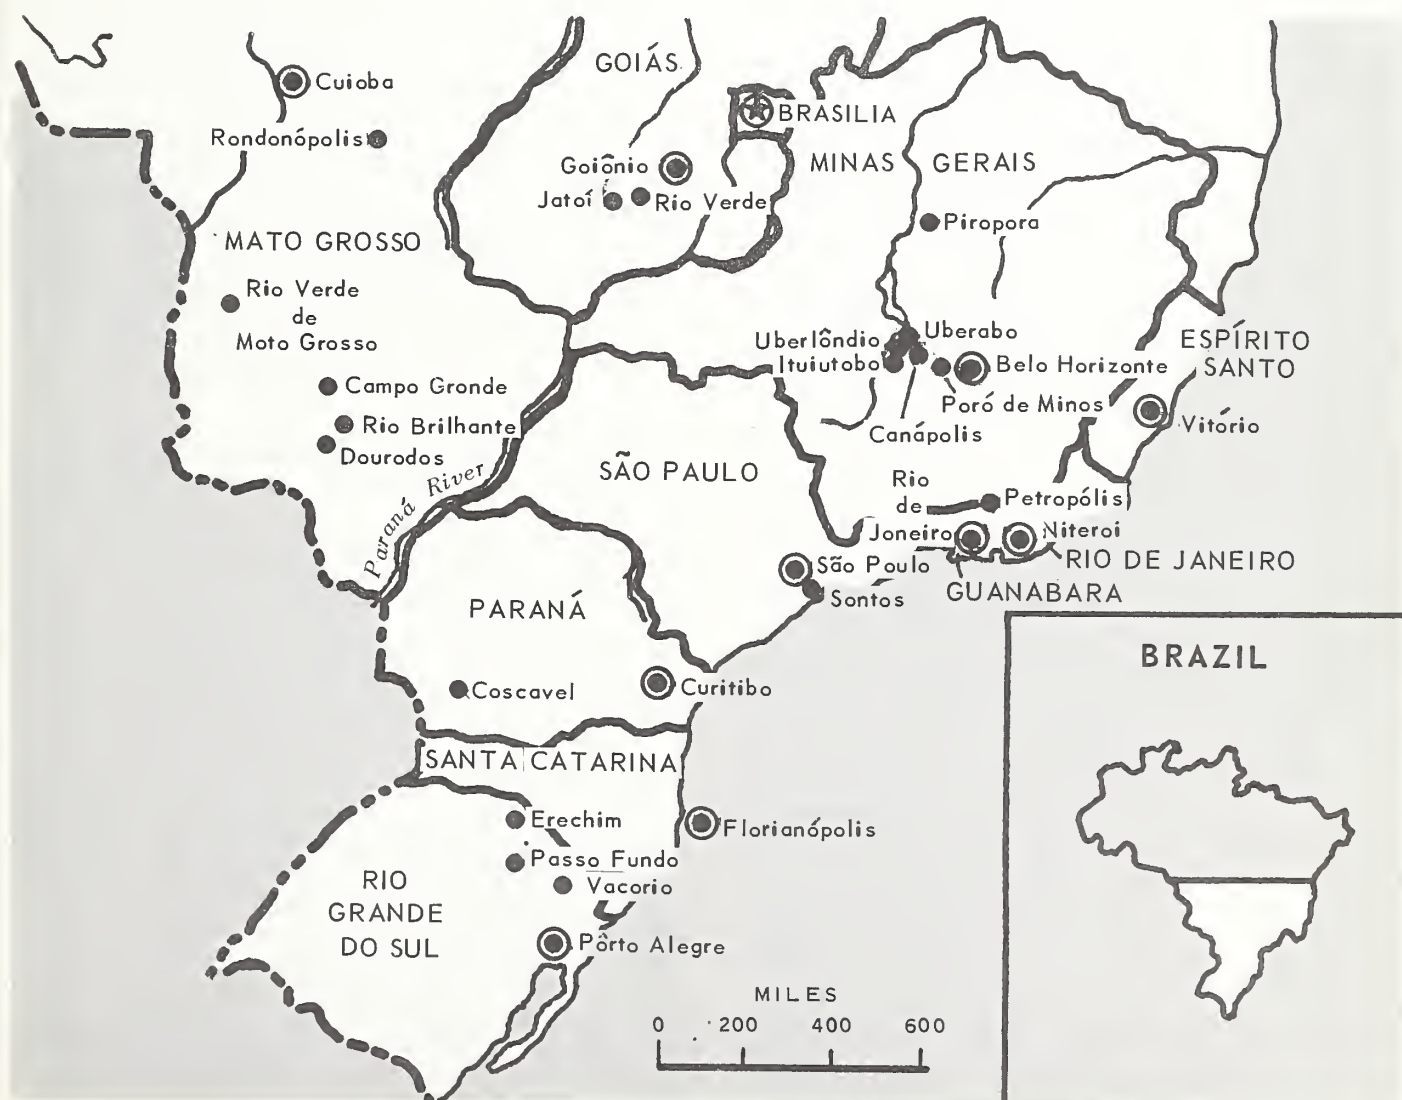 GOIÁS
Cuioba
BRASILIA
Rondonópolis
MINAS GERAIS
Goiônio
Jatoí
Rio Verde
Piropora
MATO GROSSO
Rio Verde
de
Moto Grosso
Uberabo
Uberlôndio
Ituiutobo
ESPÍRITO
SANTO
Belo Horizonte
Campo Gronde
Poró de Minos
Rio Brilhante
Vitório
Canápolis
Dourodos
SÃO PAULO
Paraná River
Rio
de
Joneiro
Petropólis
Niteroi
RIO DE JANEIRO
São Poulo
GUANABARA
Sontos
PARANÁ
BRAZIL
Coscavel
Curitibo
SANTA CATARINA
Erechim
Florianópolis
Passo Fundo
Vacorio
RIO
GRANDE
DO SUL
Pôrto Alegre
MILES
0 200 400 600